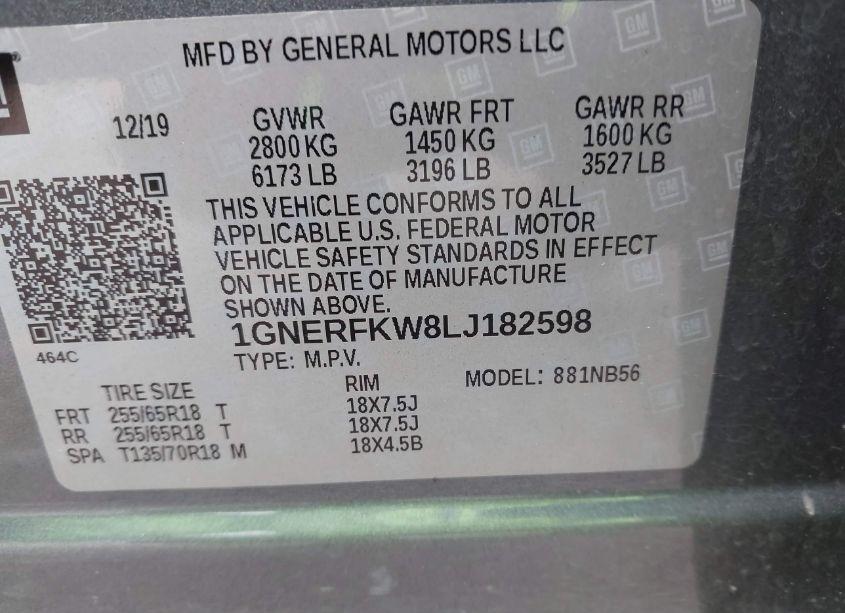 MFD BY GENERAL MOTORS LLC
12/19 GVWR GAWR FRT GAWR RR
2800 KG 1450 KG 1600 KG
6173 LB 3196 LB 3527 LB
THIS VEHICLE CONFORMS TO ALL
APPLICABLE U.S. FEDERAL MOTOR
VEHICLE SAFETY STANDARDS IN EFFECT
ON THE DATE OF MANUFACTURE
SHOWN ABOVE.
1GNERFKW8LJ182598
464C
TYPE: M.P.V.
MODEL: 881NB56
TIRE SIZE RIM
FRT 255/65R18 T 18X7.5J
RR 255/65R18 T 18X7.5J
SPA T135/70R18 M 18X4.5B
GM